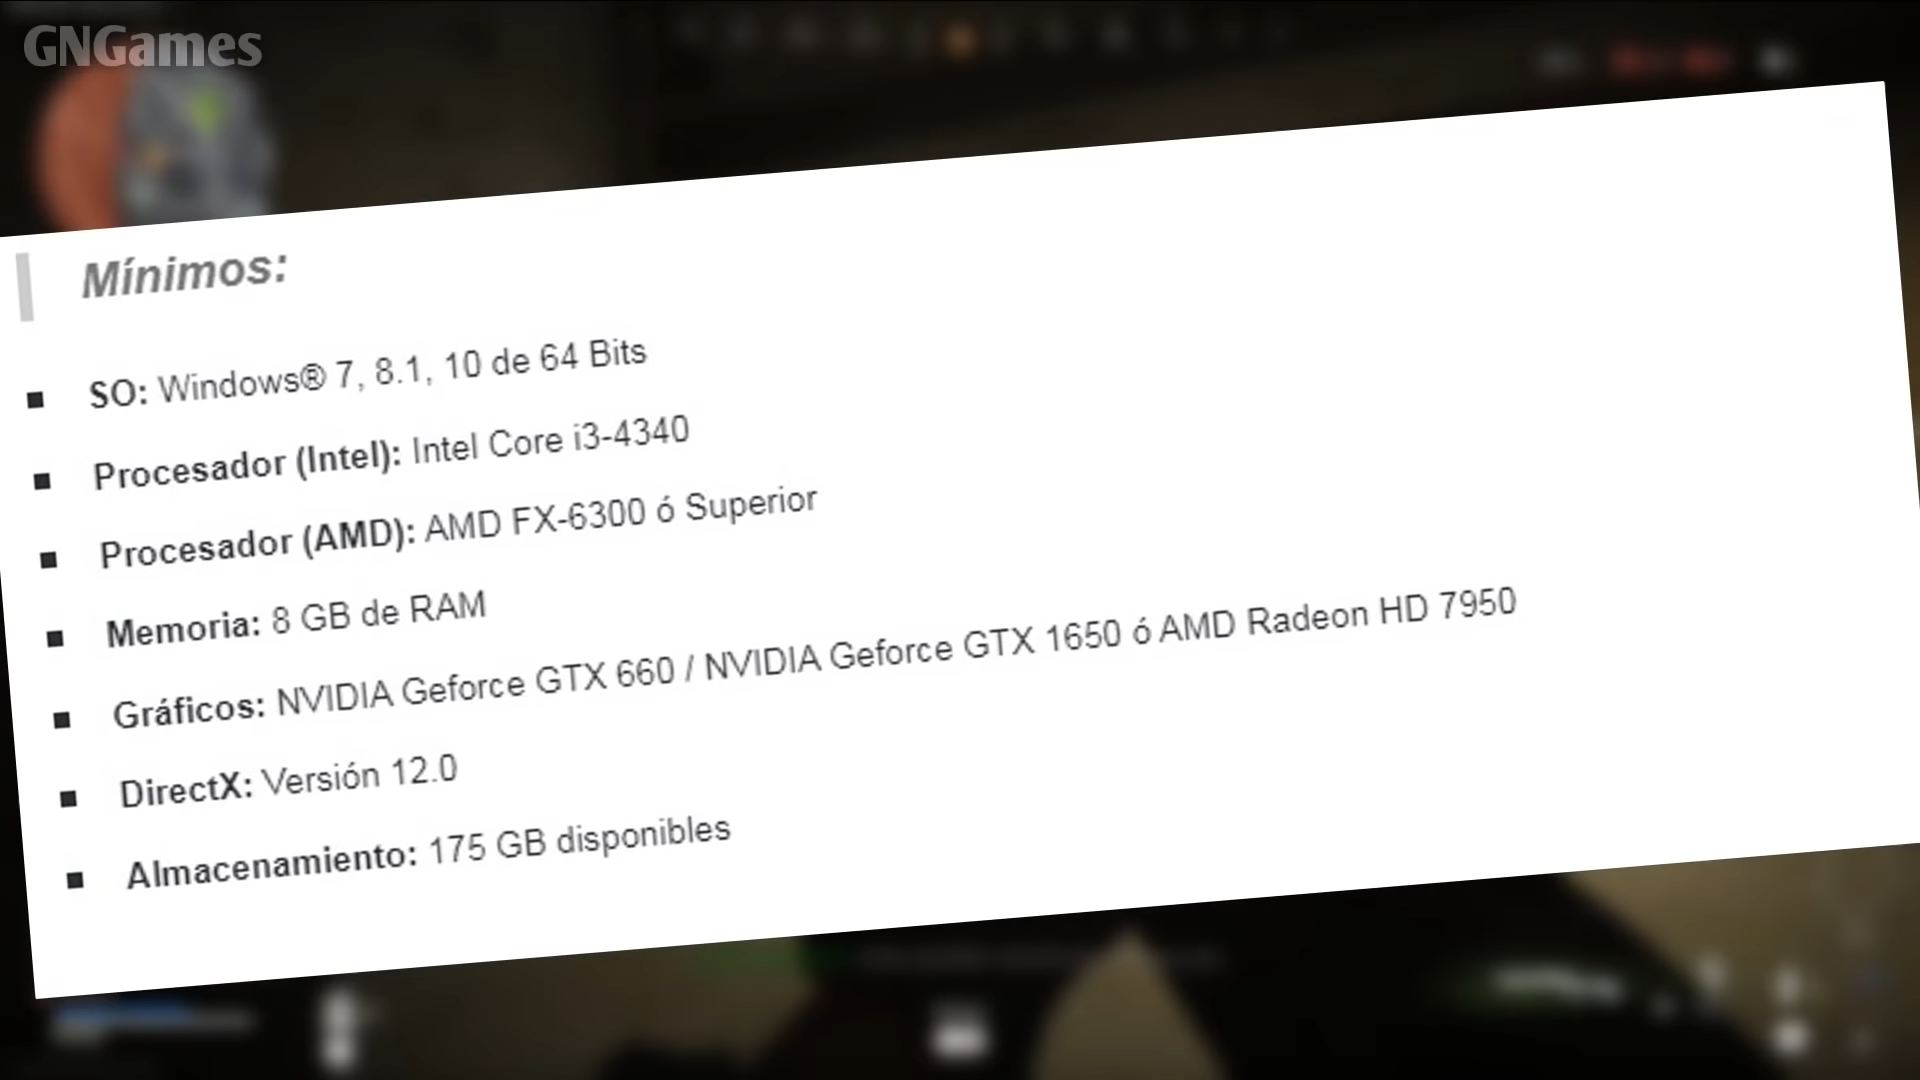 GNGames
Mínimos:
SO: Windows® 7, 8.1, 10 de 64 Bits
Procesador (Intel): Intel Core i3-4340
Procesador (AMD): AMD FX-6300 ó Superior
Memoria: 8 GB de RAM
Gráficos: NVIDIA Geforce GTX 660 / NVIDIA Geforce GTX 1650 ó AMD Radeon HD 7950
DirectX: Versión 12.0
Almacenamiento: 175 GB disponibles